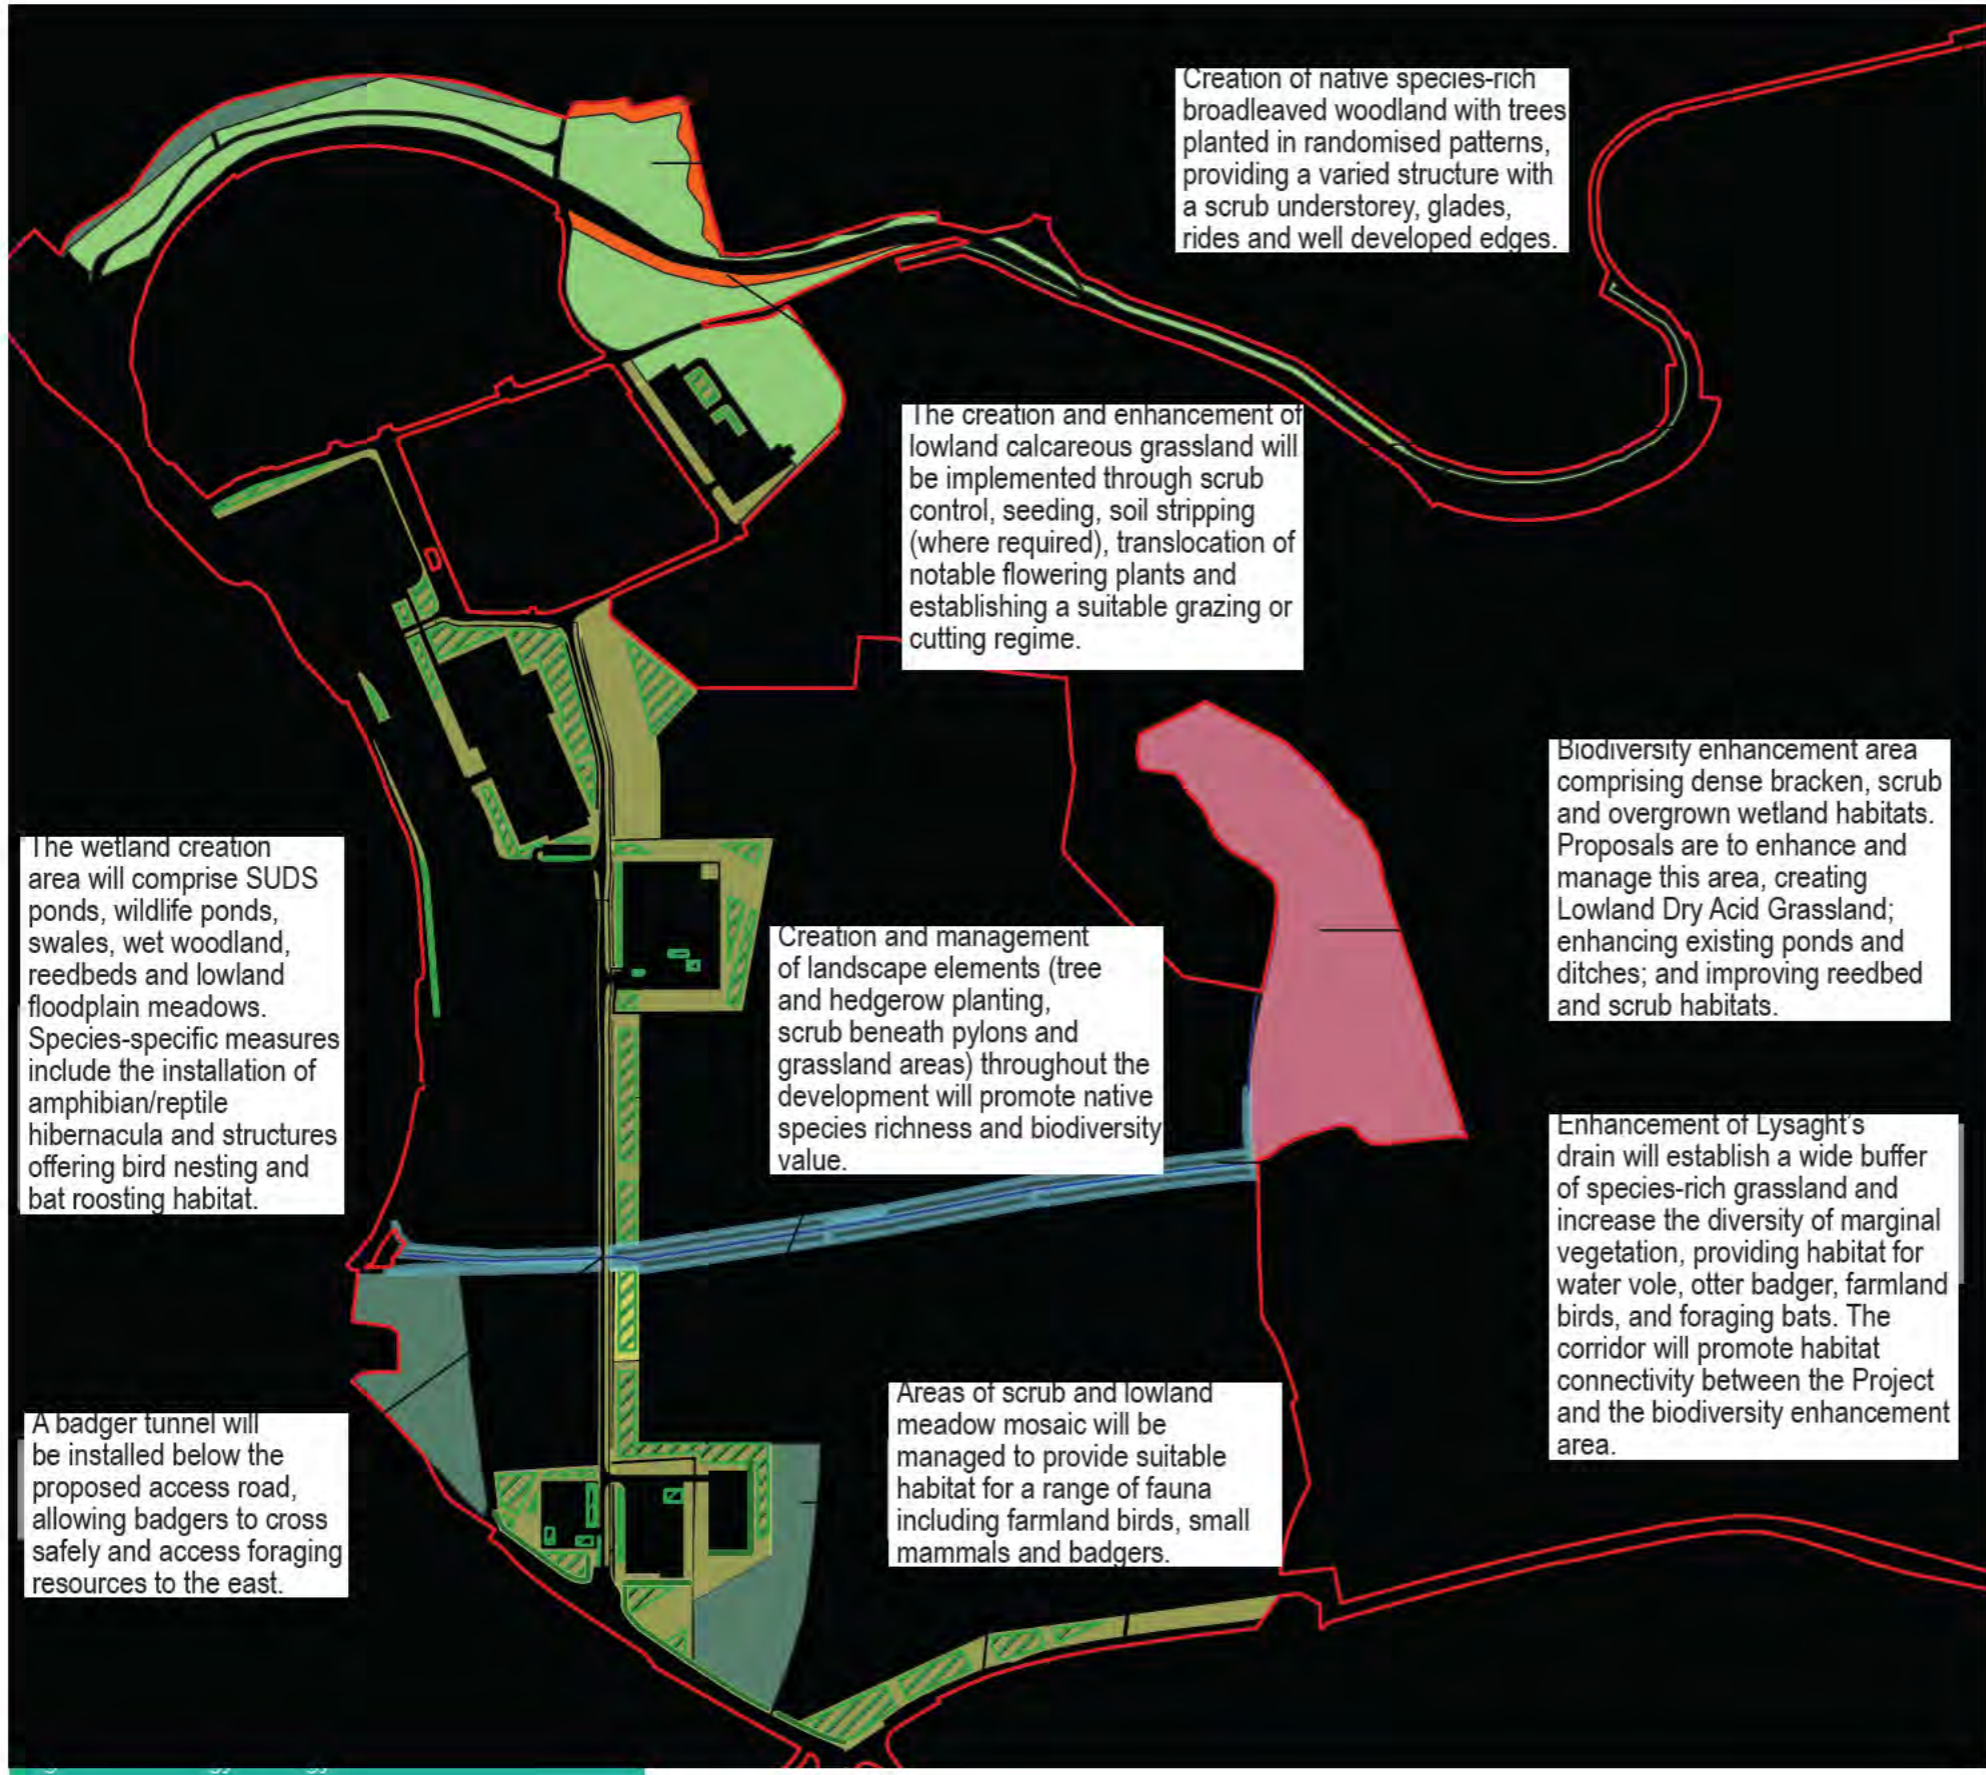 Creation of native species-rich
broadleaved woodland with trees
planted in randomised patterns,
providing a varied structure with
a scrub understorey, glades,
rides and well developed edges.
The creation and enhancement of
lowland calcareous grassland will
be implemented through scrub
control, seeding, soil stripping
(where required), translocation of
notable flowering plants and
establishing a suitable grazing or
cutting regime.
Biodiversity enhancement area
comprising dense bracken, scrub
and overgrown wetland habitats.
Proposals are to enhance and
manage this area, creating
Lowland Dry Acid Grassland;
enhancing existing ponds and
ditches; and improving reedbed
and scrub habitats.
The wetland creation
area will comprise SUDS
ponds, wildlife ponds,
swales, wet woodland,
reedbeds and lowland
floodplain meadows.
Species-specific measures
include the installation of
amphibian/reptile
hibernacula and structures
offering bird nesting and
bat roosting habitat.
Creation and management
of landscape elements (tree
and hedgerow planting,
scrub beneath pylons and
grassland areas) throughout the
development will promote native
species richness and biodiversity
value.
Enhancement of Lysaght's
drain will establish a wide buffer
of species-rich grassland and
increase the diversity of marginal
vegetation, providing habitat for
water vole, otter badger, farmland
birds, and foraging bats. The
corridor will promote habitat
connectivity between the Project
and the biodiversity enhancement
area.
Areas of scrub and lowland
meadow mosaic will be
managed to provide suitable
habitat for a range of fauna
including farmland birds, small
mammals and badgers.
A badger tunnel will
be installed below the
proposed access road,
allowing badgers to cross
safely and access foraging
resources to the east.